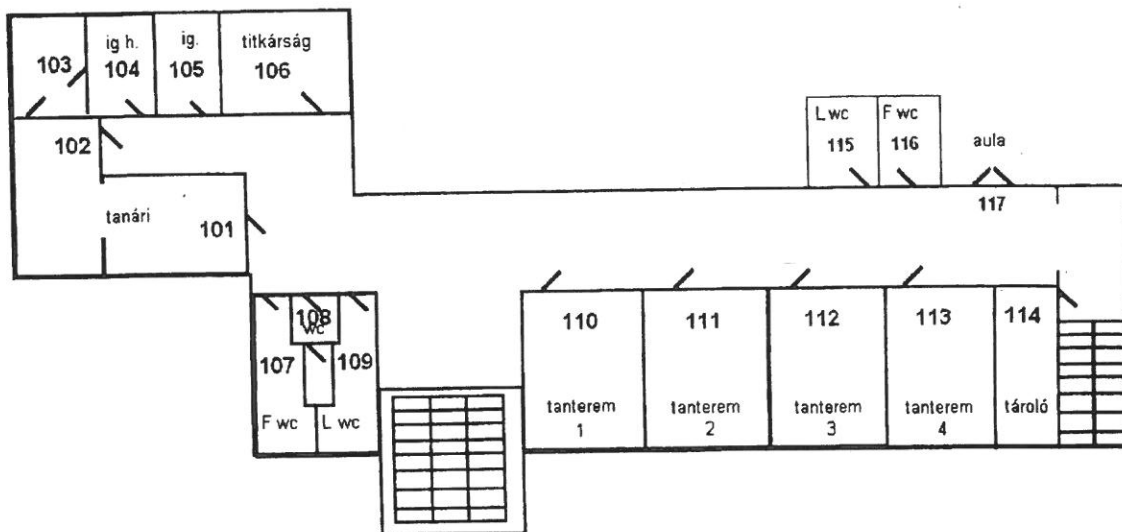 103
ig h.
104
ig.
105
titkárság
106
102
tanári
101
L wc
115
F wc
116
aula
117
107
108
wc
109
F wc
L wc
110
tanterem
1
111
tanterem
2
112
tanterem
3
113
tanterem
4
114
tároló